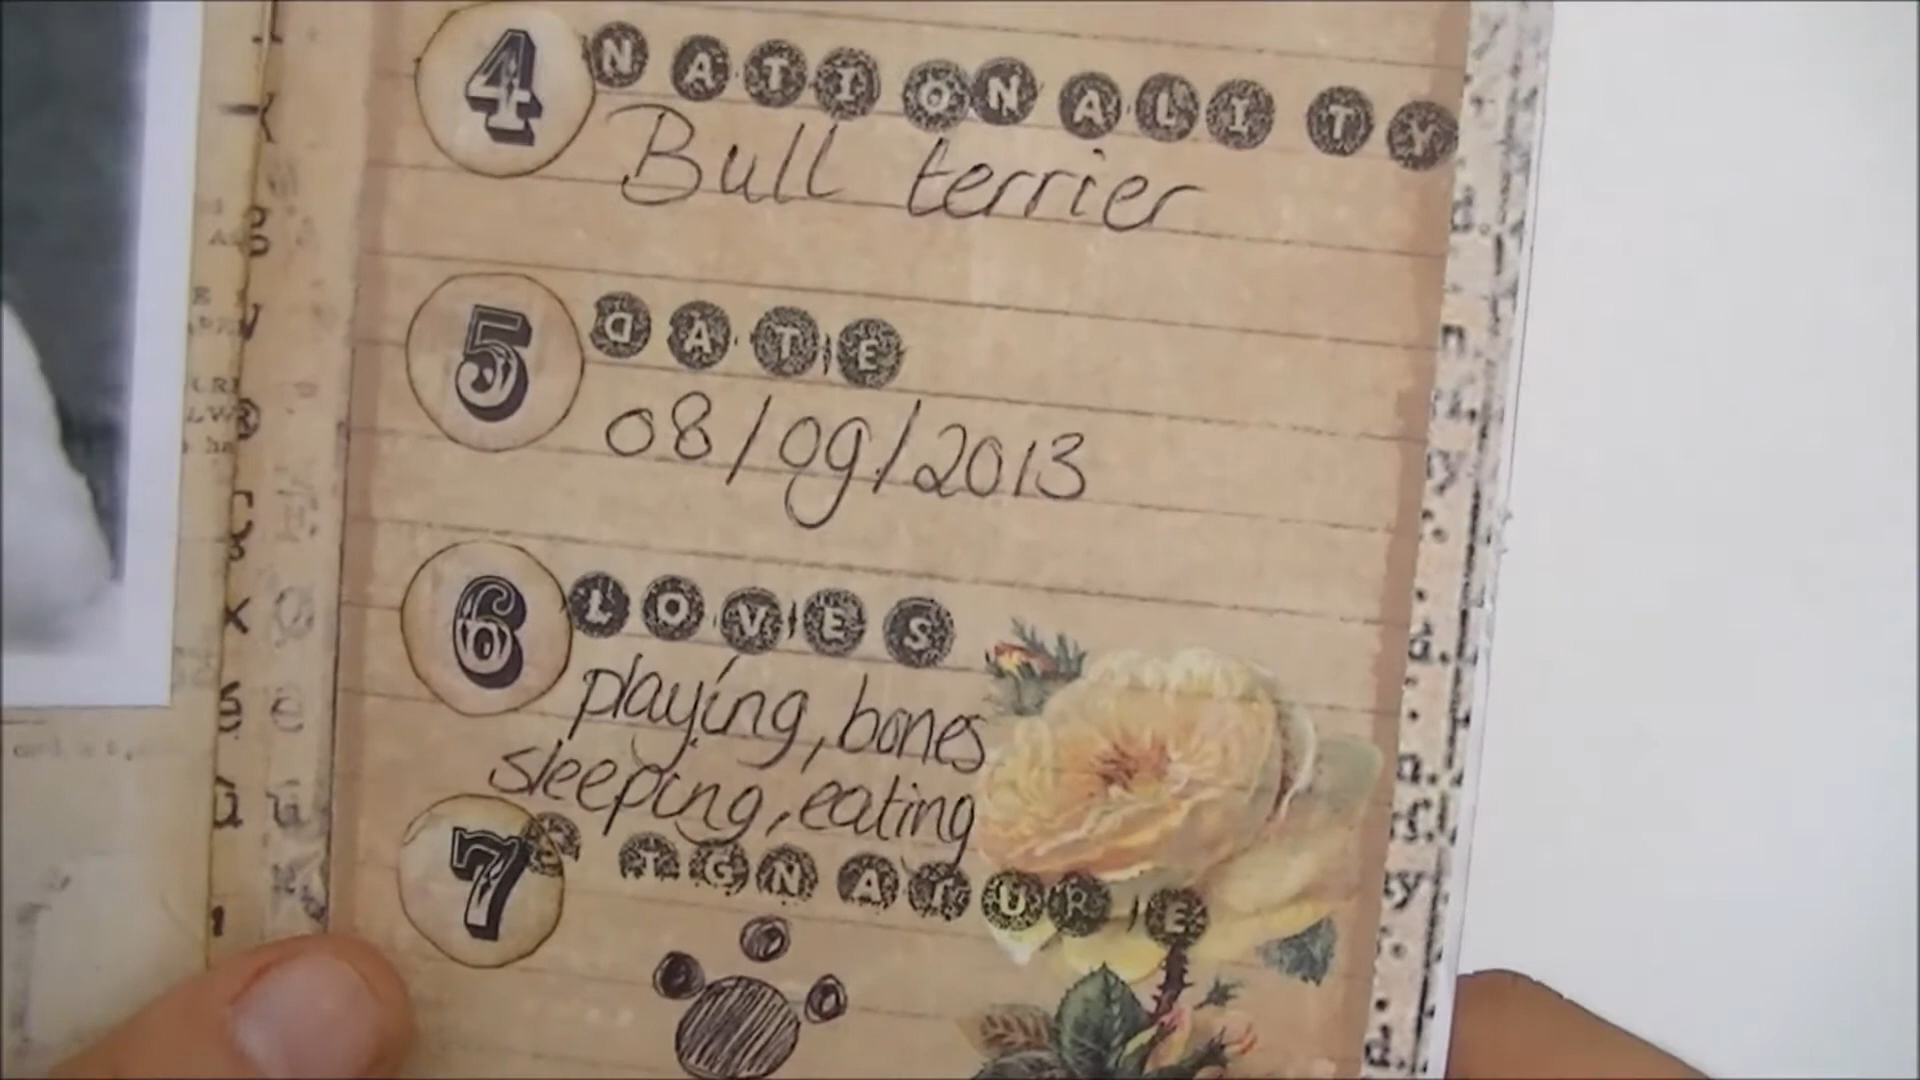 4 NATIONALITY
Bull terrier
5 DATE
08/09/2013
6 LOVES
playing, bones
sleeping, eating
7 SIGNATURE